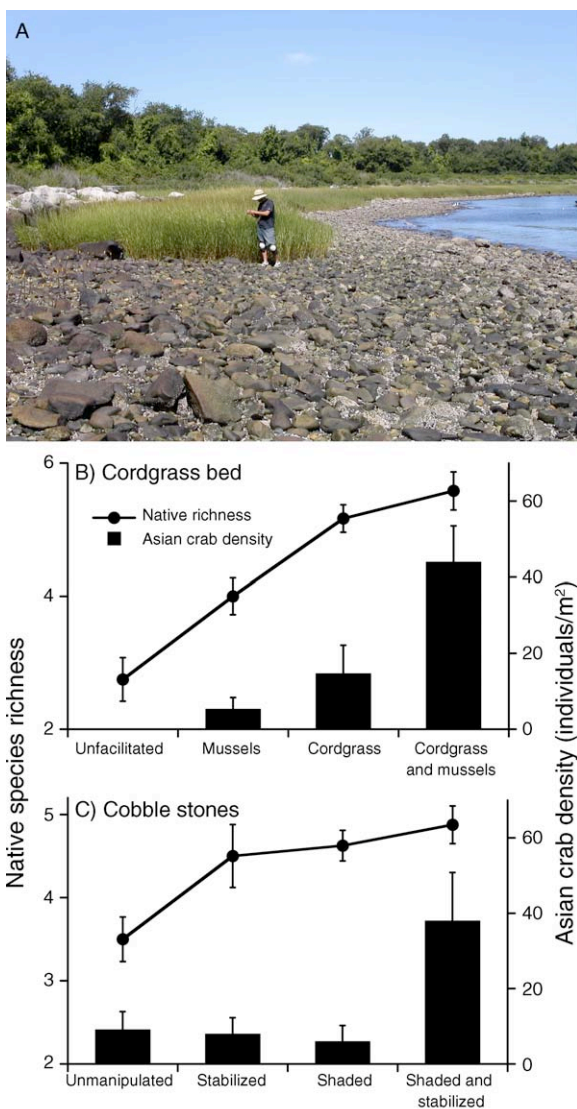 A
B) Cordgrass bed
Native richness
Asian crab density
6
4
2
60
40
20
0
Unfacilitated
Mussels
Cordgrass
Cordgrass
and mussels
C) Cobble stones
5
4
3
2
60
40
20
0
Unmanipulated
Stabilized
Shaded
Shaded and
stabilized
Native species richness
Asian crab density (individuals/m²)